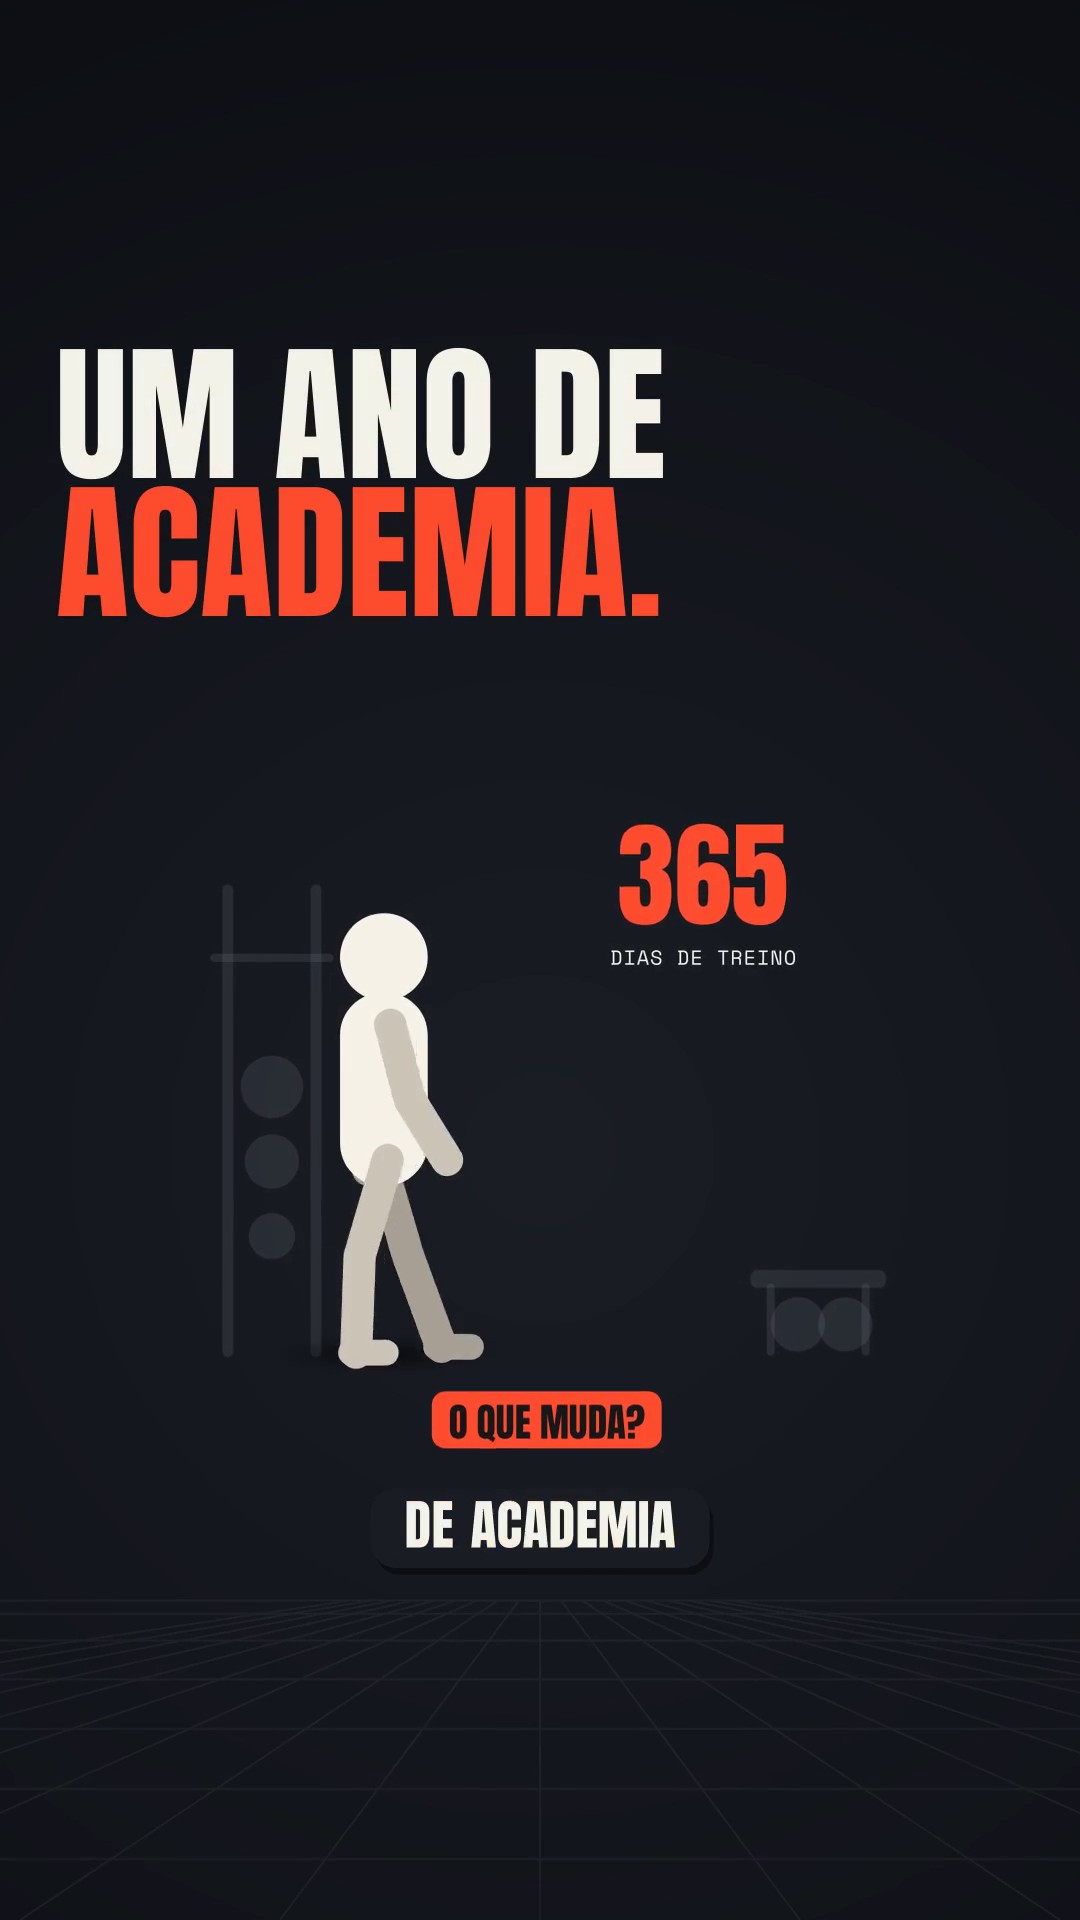 UM ANO DE
ACADEMIA.
365
DIAS DE TREINO
O QUE MUDA?
DE ACADEMIA